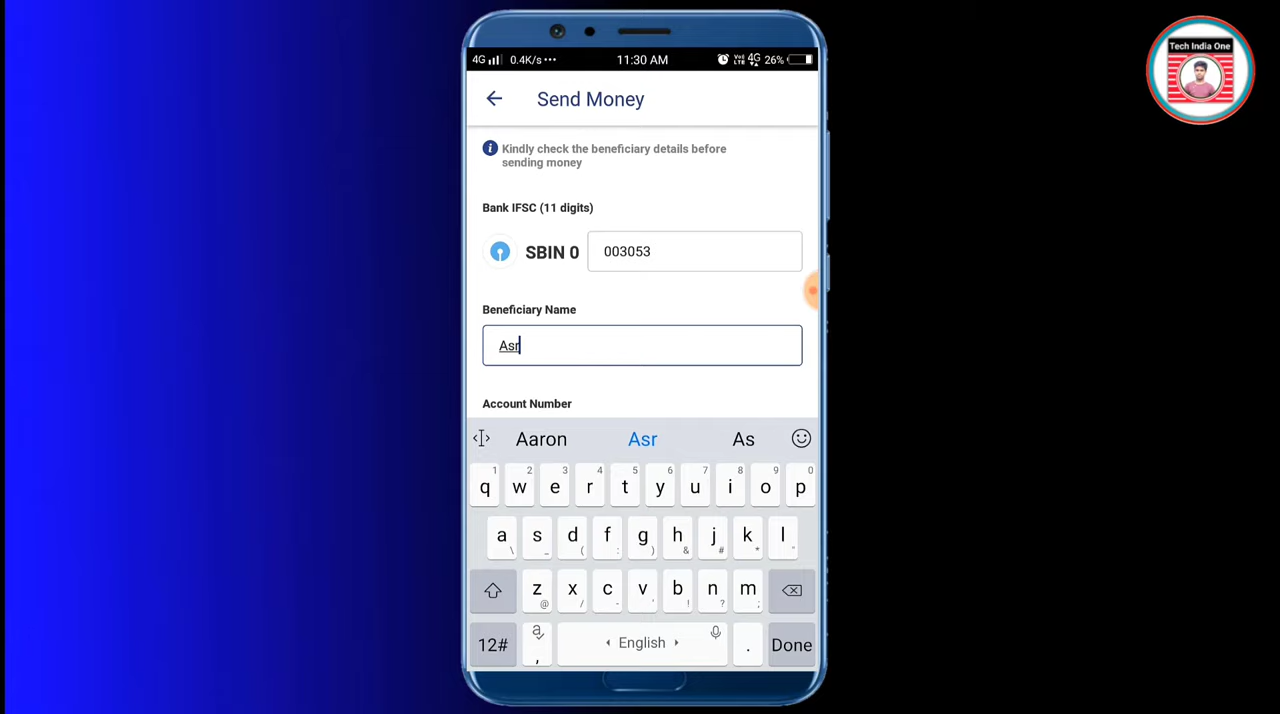 Tech India One
4G 0.4K/s ••• 11:30 AM VoLTE 4G 26%
Send Money
Kindly check the beneficiary details before
sending money
Bank IFSC (11 digits)
SBIN 0 003053
Beneficiary Name
Asr
Account Number
Aaron Asr As
1 2 3 4 5 6 7 8 9 0
q w e r t y u i o p
a s d f g h j k l
\ _ ( : ) & # * "
z x c v b n m
@ / - ' ! ? ;
12# a , English . Done